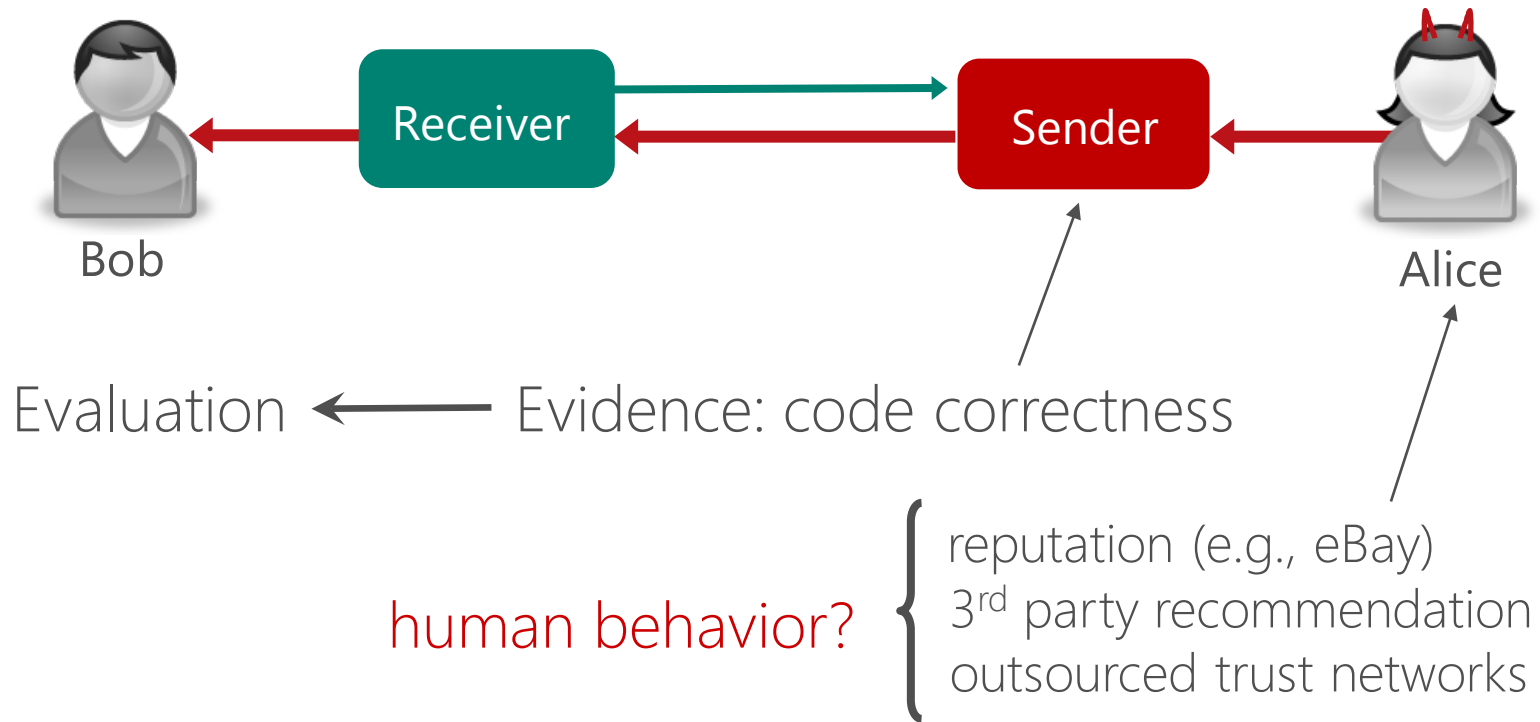 Receiver
Sender
Bob
Alice
Evaluation
Evidence: code correctness
reputation (e.g., eBay)
human behavior?
3rd party recommendation
outsourced trust networks